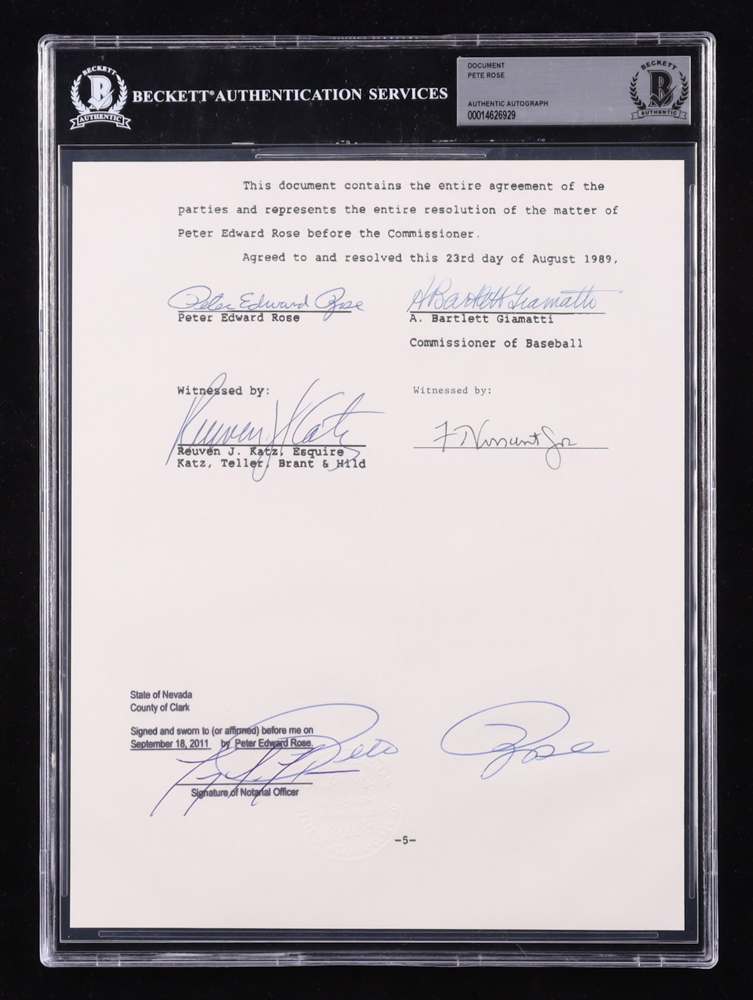 BECKETT
B
AUTHENTIC
BECKETT AUTHENTICATION SERVICES
DOCUMENT
PETE ROSE
AUTHENTIC AUTOGRAPH
00014626929
BECKETT
B
AUTHENTIC
This document contains the entire agreement of the
parties and represents the entire resolution of the matter of
Peter Edward Rose before the Commissioner.
Agreed to and resolved this 23rd day of August 1989,
Peter Edward Rose
Peter Edward Rose
A Bartlett Giamatti
A. Bartlett Giamatti
Commissioner of Baseball
Witnessed by:
Reuven J Katz
Reuven J. Katz, Esquire
Katz, Teller, Brant & Hild
Witnessed by:
State of Nevada
County of Clark
Signed and sworn to (or affirmed) before me on
September 18, 2011 by Peter Edward Rose.
Pete Rose
Signature of Notarial Officer
-5-